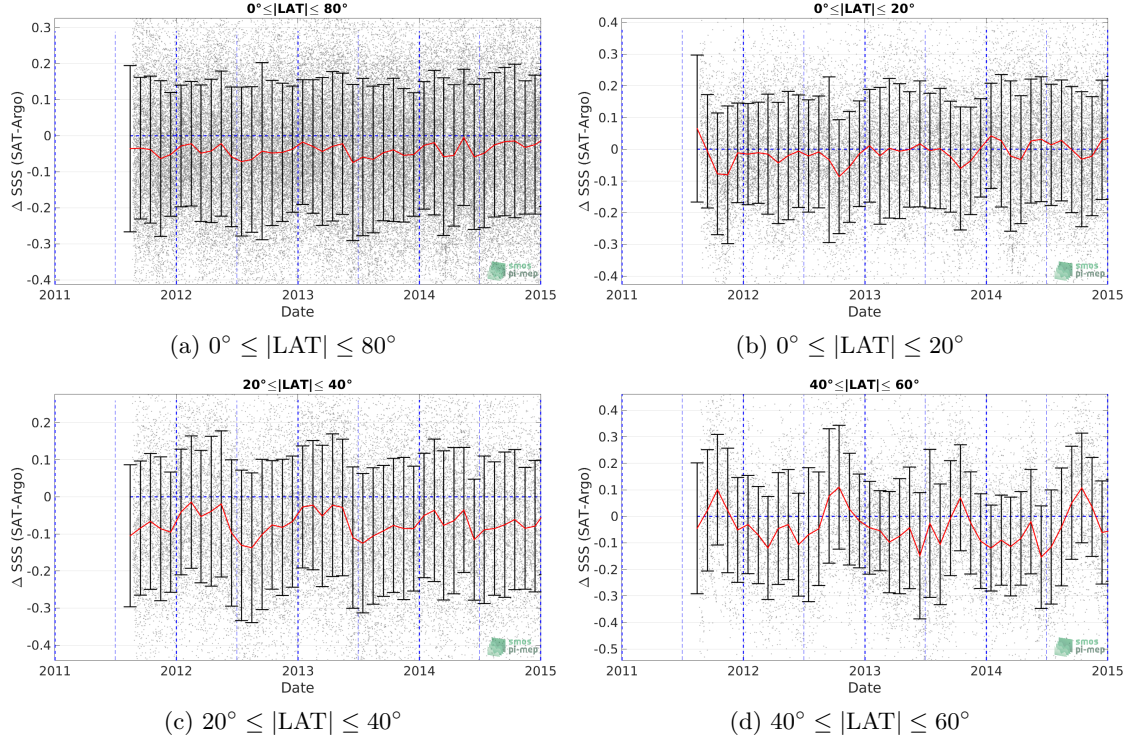 0°≤|LAT|≤ 80°
Δ SSS (SAT-Argo)
0.3
0.2
0.1
0
-0.1
-0.2
-0.3
-0.4
2011
2012
2013
2014
2015
Date
smos
pi-mep
(a) 0° ≤ |LAT| ≤ 80°
0°≤|LAT|≤ 20°
Δ SSS (SAT-Argo)
0.4
0.3
0.2
0.1
0
-0.1
-0.2
-0.3
-0.4
2011
2012
2013
2014
2015
Date
smos
pi-mep
(b) 0° ≤ |LAT| ≤ 20°
20°≤|LAT|≤ 40°
Δ SSS (SAT-Argo)
0.2
0.1
0
-0.1
-0.2
-0.3
-0.4
2011
2012
2013
2014
2015
Date
smos
pi-mep
(c) 20° ≤ |LAT| ≤ 40°
40°≤|LAT|≤ 60°
Δ SSS (SAT-Argo)
0.4
0.3
0.2
0.1
0
-0.1
-0.2
-0.3
-0.4
-0.5
2011
2012
2013
2014
2015
Date
smos
pi-mep
(d) 40° ≤ |LAT| ≤ 60°